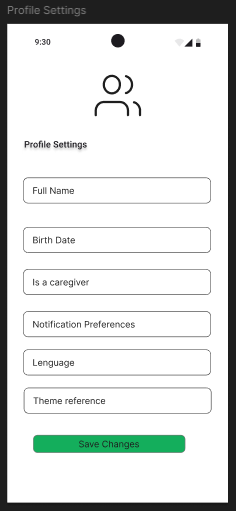 Profile Settings
9:30
Profile Settings
Full Name
Birth Date
Is a caregiver
Notification Preferences
Lenguage
Theme reference
Save Changes